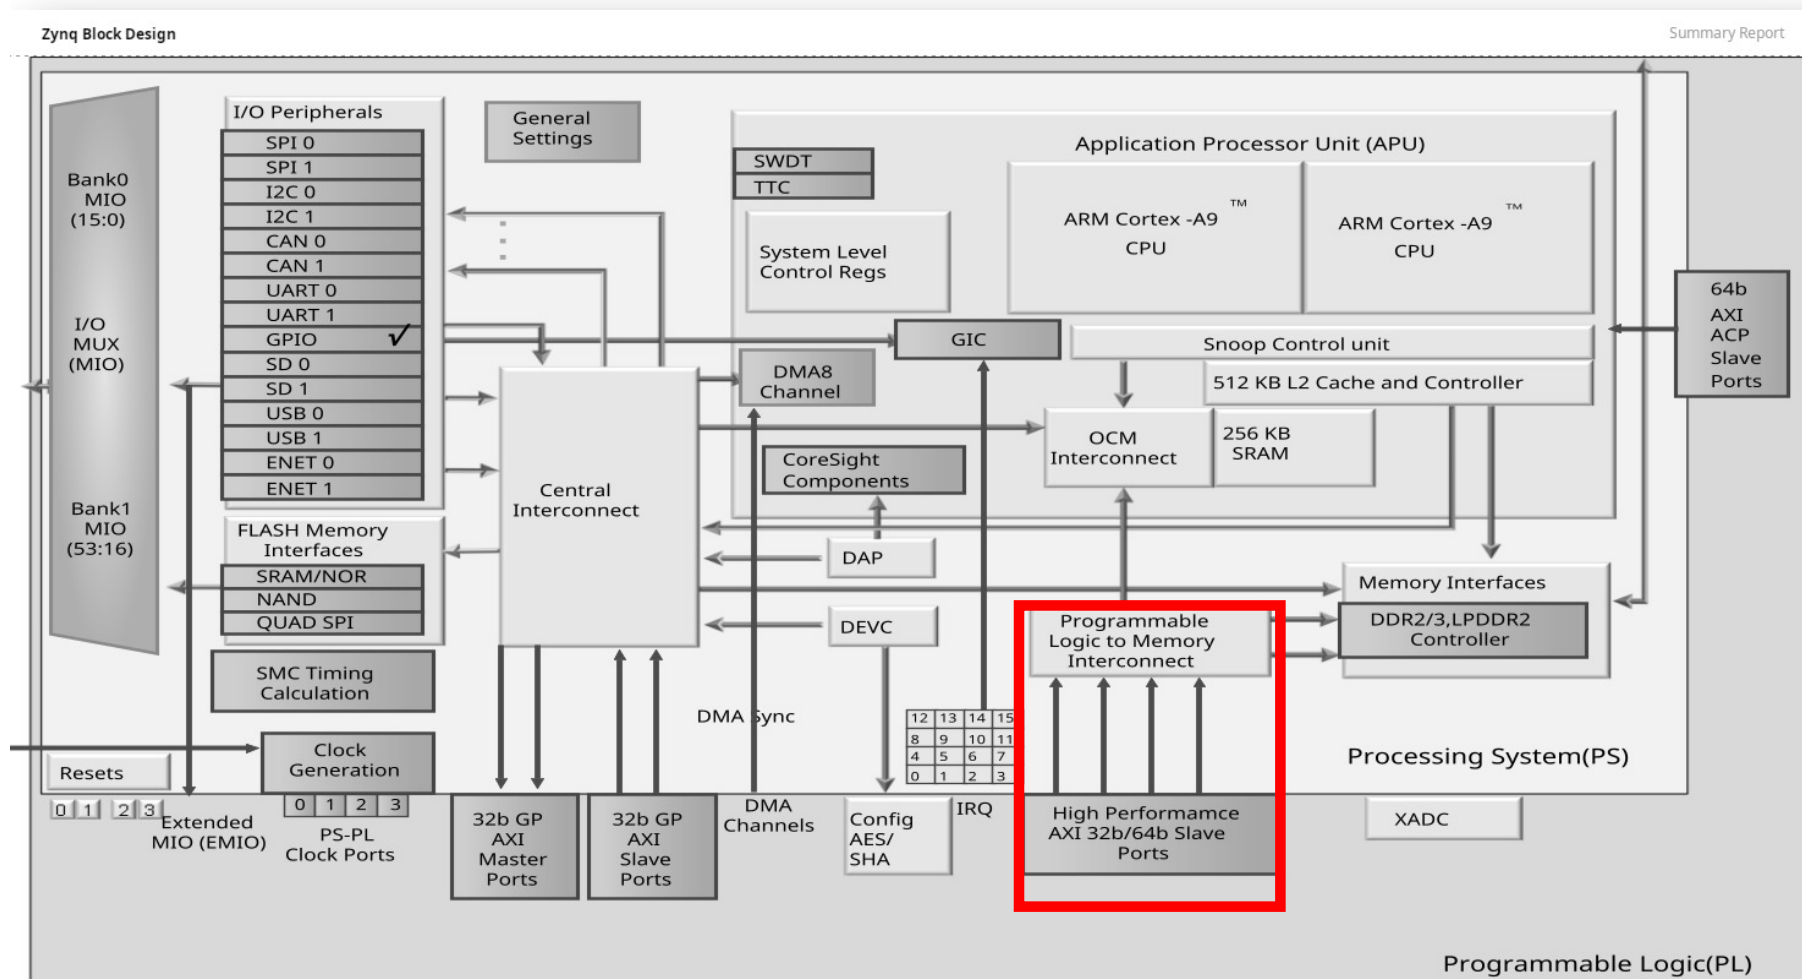 Zynq Block Design
Summary Report
I/O Peripherals
SPI 0
SPI 1
I2C 0
I2C 1
CAN 0
CAN 1
UART 0
UART 1
GPIO ✓
SD 0
SD 1
USB 0
USB 1
ENET 0
ENET 1
Bank0
MIO
(15:0)
I/O
MUX
(MIO)
Bank1
MIO
(53:16)
FLASH Memory
Interfaces
SRAM/NOR
NAND
QUAD SPI
SMC Timing
Calculation
General
Settings
Application Processor Unit (APU)
SWDT
TTC
System Level
Control Regs
ARM Cortex -A9 ™
CPU
ARM Cortex -A9 ™
CPU
64b
AXI
ACP
Slave
Ports
GIC
Snoop Control unit
DMA8
Channel
512 KB L2 Cache and Controller
OCM
Interconnect
256 KB
SRAM
CoreSight
Components
Central
Interconnect
DAP
DEVC
Memory Interfaces
DDR2/3,LPDDR2
Controller
Programmable
Logic to Memory
Interconnect
DMA Sync
12 13 14 15
8 9 10 11
4 5 6 7
0 1 2 3
Processing System(PS)
Clock
Generation
Resets
0 1 2 3
0 1 2 3
Extended
MIO (EMIO)
PS-PL
Clock Ports
32b GP
AXI
Master
Ports
32b GP
AXI
Slave
Ports
DMA
Channels
Config
AES/
SHA
IRQ
High Performamce
AXI 32b/64b Slave
Ports
XADC
Programmable Logic(PL)